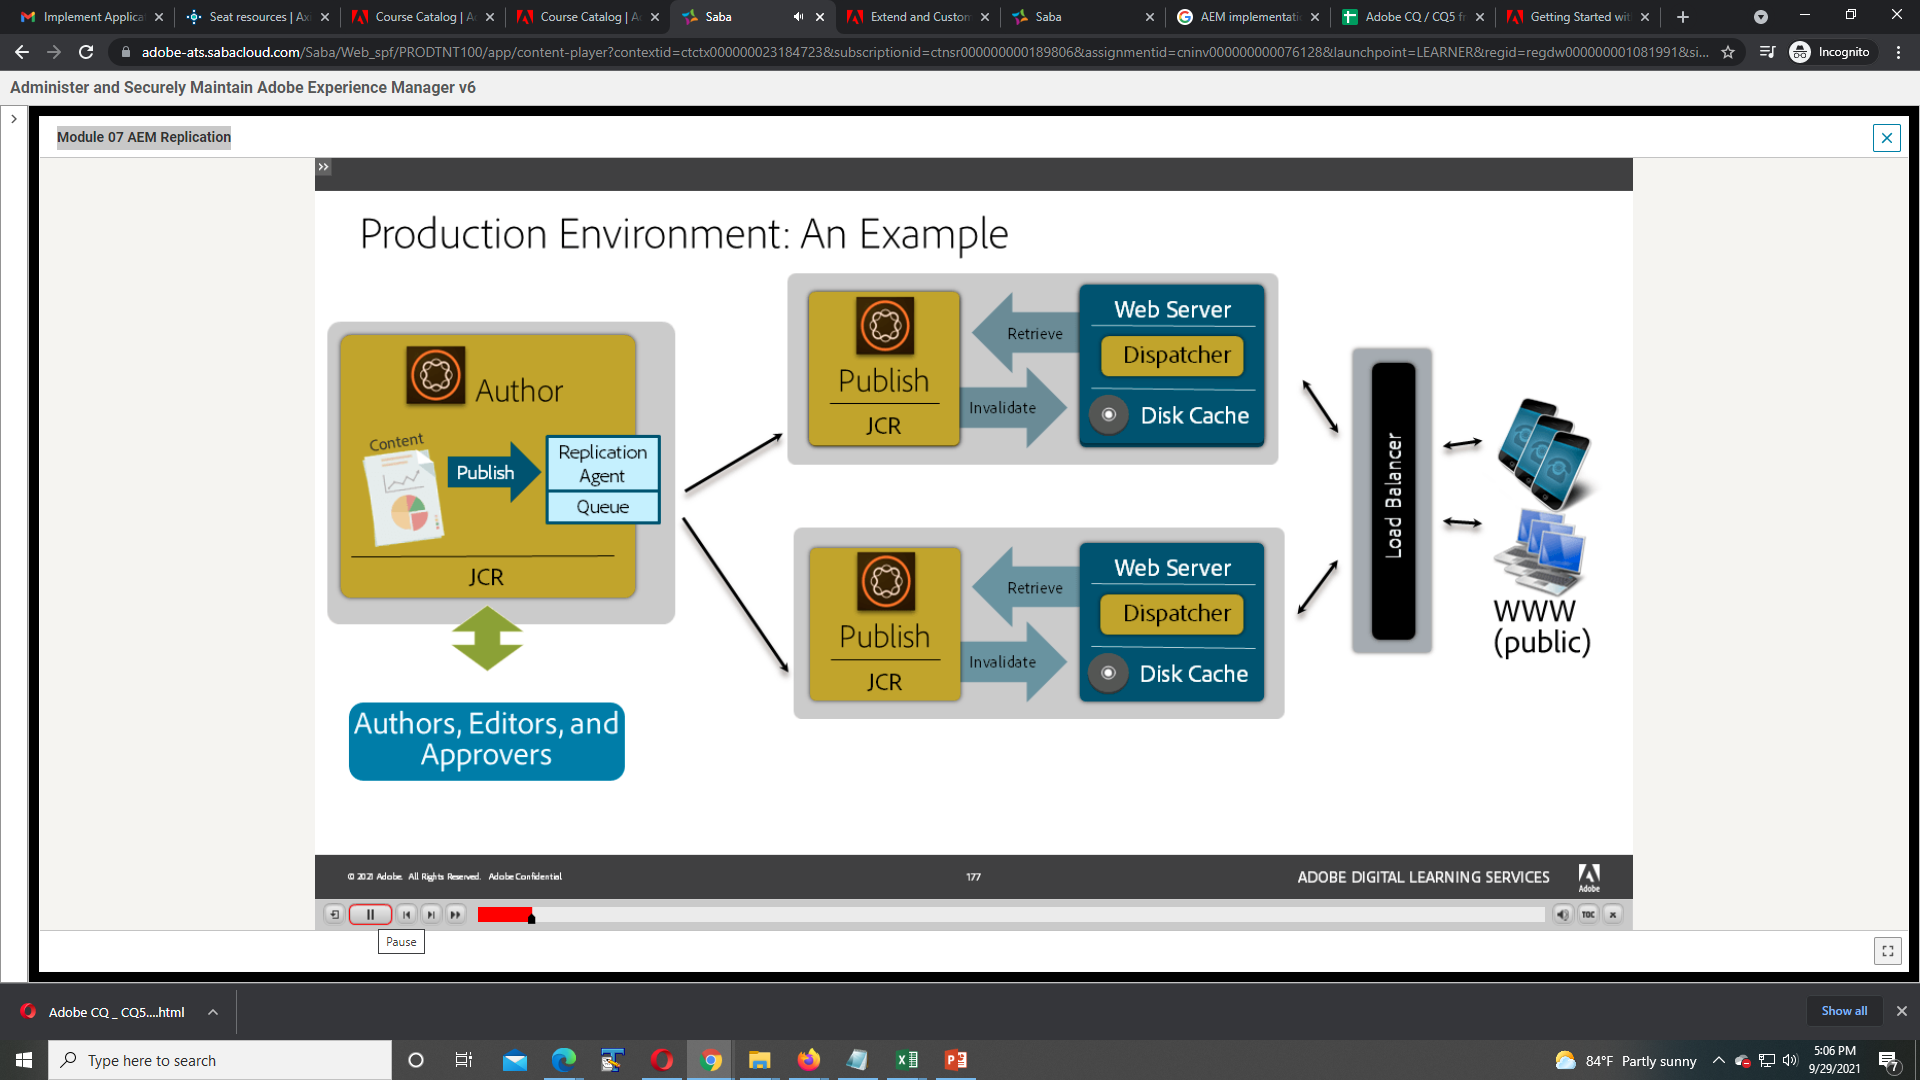 Implement Applica
Seat resources | Ax
Course Catalog | A
Course Catalog | A
Saba
Extend and Custom
Saba
AEM implementati
Adobe CQ / CQ5 fr
Getting Started wit
adobe-ats.sabacloud.com/Saba/Web_spf/PRODTNT100/app/content-player?contextid=ctctx000000023184723&subscriptionid=ctnsr0000000000189806&assignmentid=cninv000000000076128&launchpoint=LEARNER&regid=regdw000000001081991&si...
Incognito
Administer and Securely Maintain Adobe Experience Manager v6
Module 07 AEM Replication
Production Environment: An Example
Author
Content
Publish
Replication
Agent
Queue
JCR
Authors, Editors, and
Approvers
Publish
JCR
Retrieve
Invalidate
Web Server
Dispatcher
Disk Cache
Publish
JCR
Retrieve
Invalidate
Web Server
Dispatcher
Disk Cache
Load Balancer
WWW
(public)
© 2021 Adobe. All Rights Reserved. Adobe Confidential
177
ADOBE DIGITAL LEARNING SERVICES
Adobe
TOC
Pause
Adobe CQ _ CQ5....html
Show all
Type here to search
84°F Partly sunny
5:06 PM
9/29/2021
7